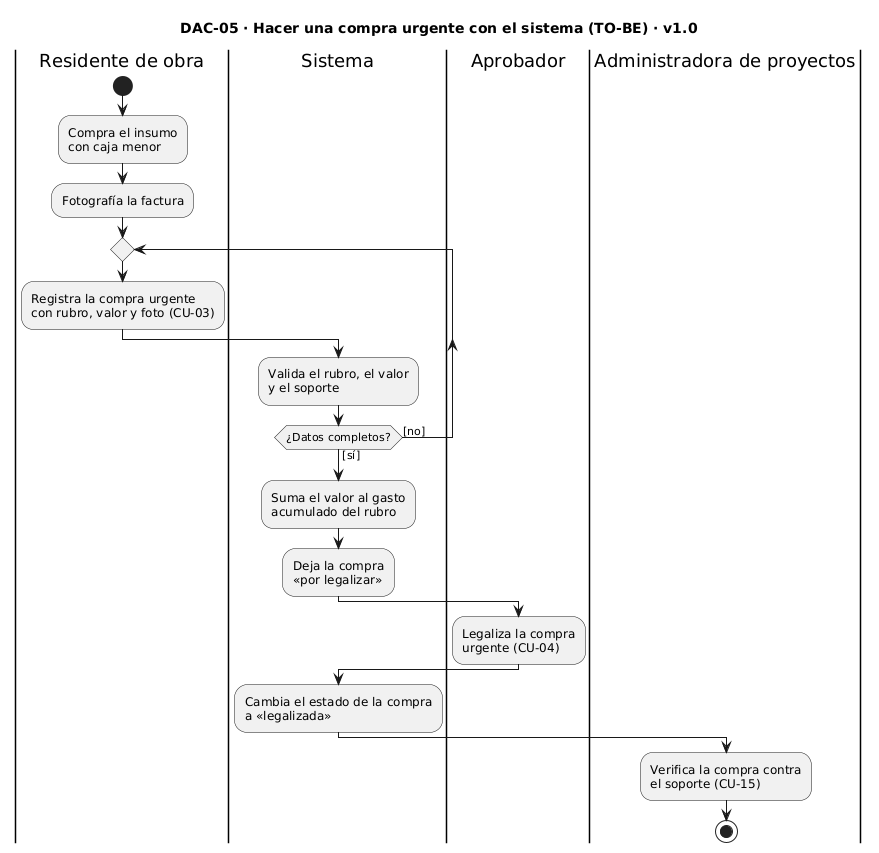 DAC-05 · Hacer una compra urgente con el sistema (TO-BE) · v1.0
Residente de obra
Sistema
Aprobador
Administradora de proyectos
Compra el insumo
con caja menor
Fotografía la factura
Registra la compra urgente
con rubro, valor y foto (CU-03)
Valida el rubro, el valor
y el soporte
¿Datos completos?
[no]
[sí]
Suma el valor al gasto
acumulado del rubro
Deja la compra
«por legalizar»
Legaliza la compra
urgente (CU-04)
Cambia el estado de la compra
a «legalizada»
Verifica la compra contra
el soporte (CU-15)